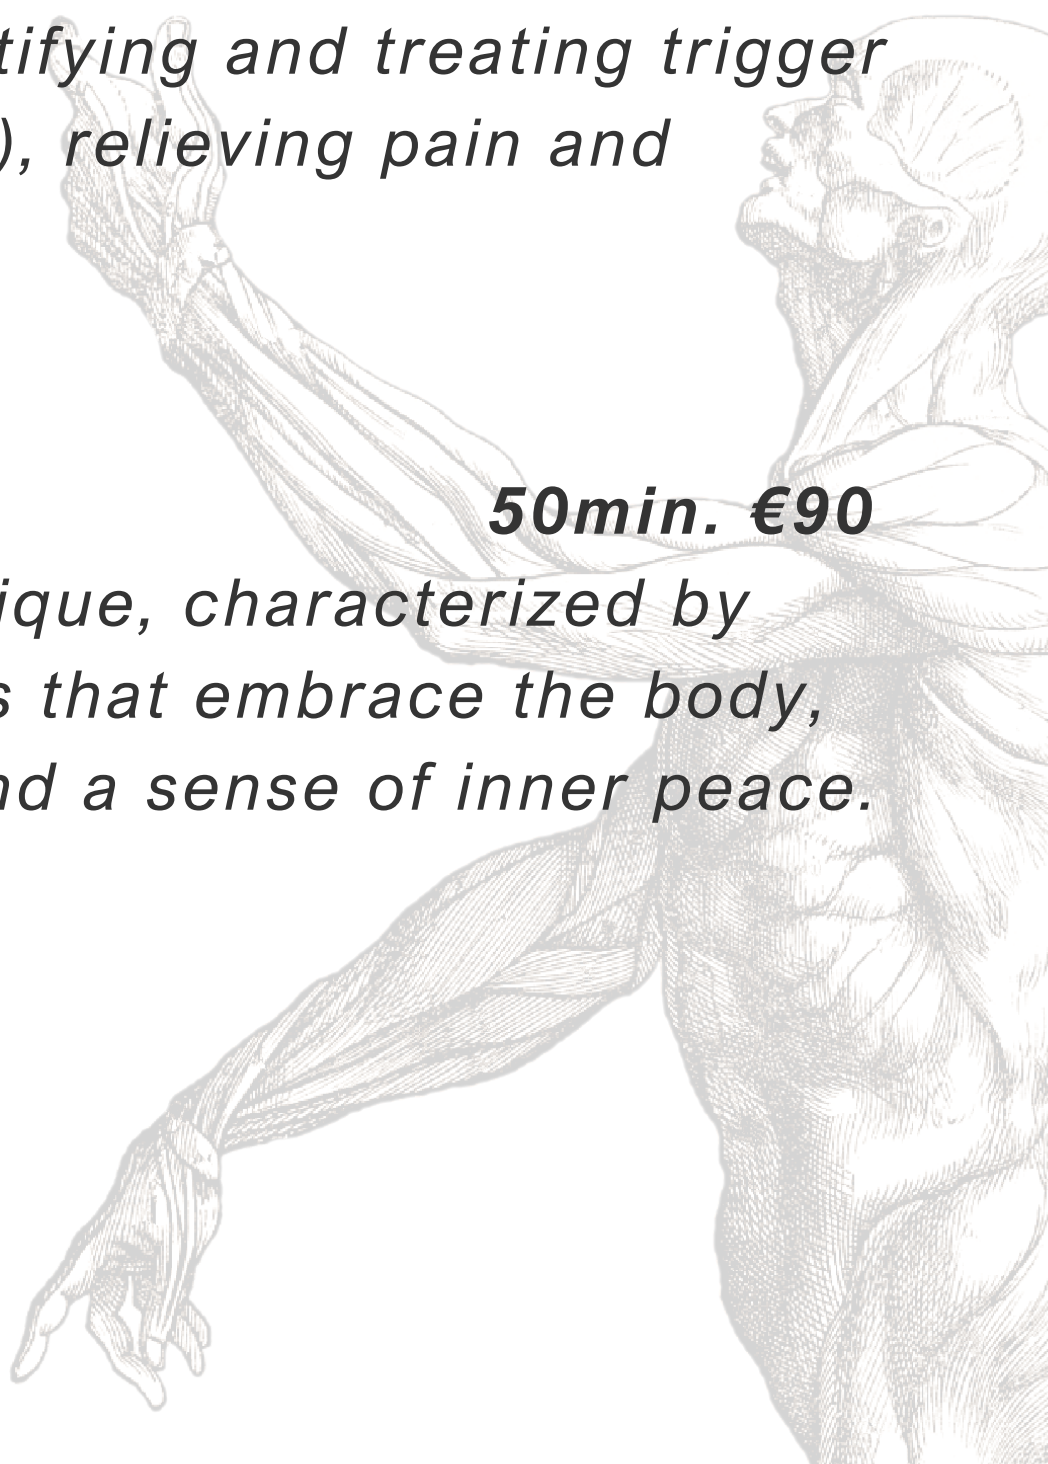 tifying and treating trigger
), relieving pain and
50min. €90
ique, characterized by
s that embrace the body,
nd a sense of inner peace.